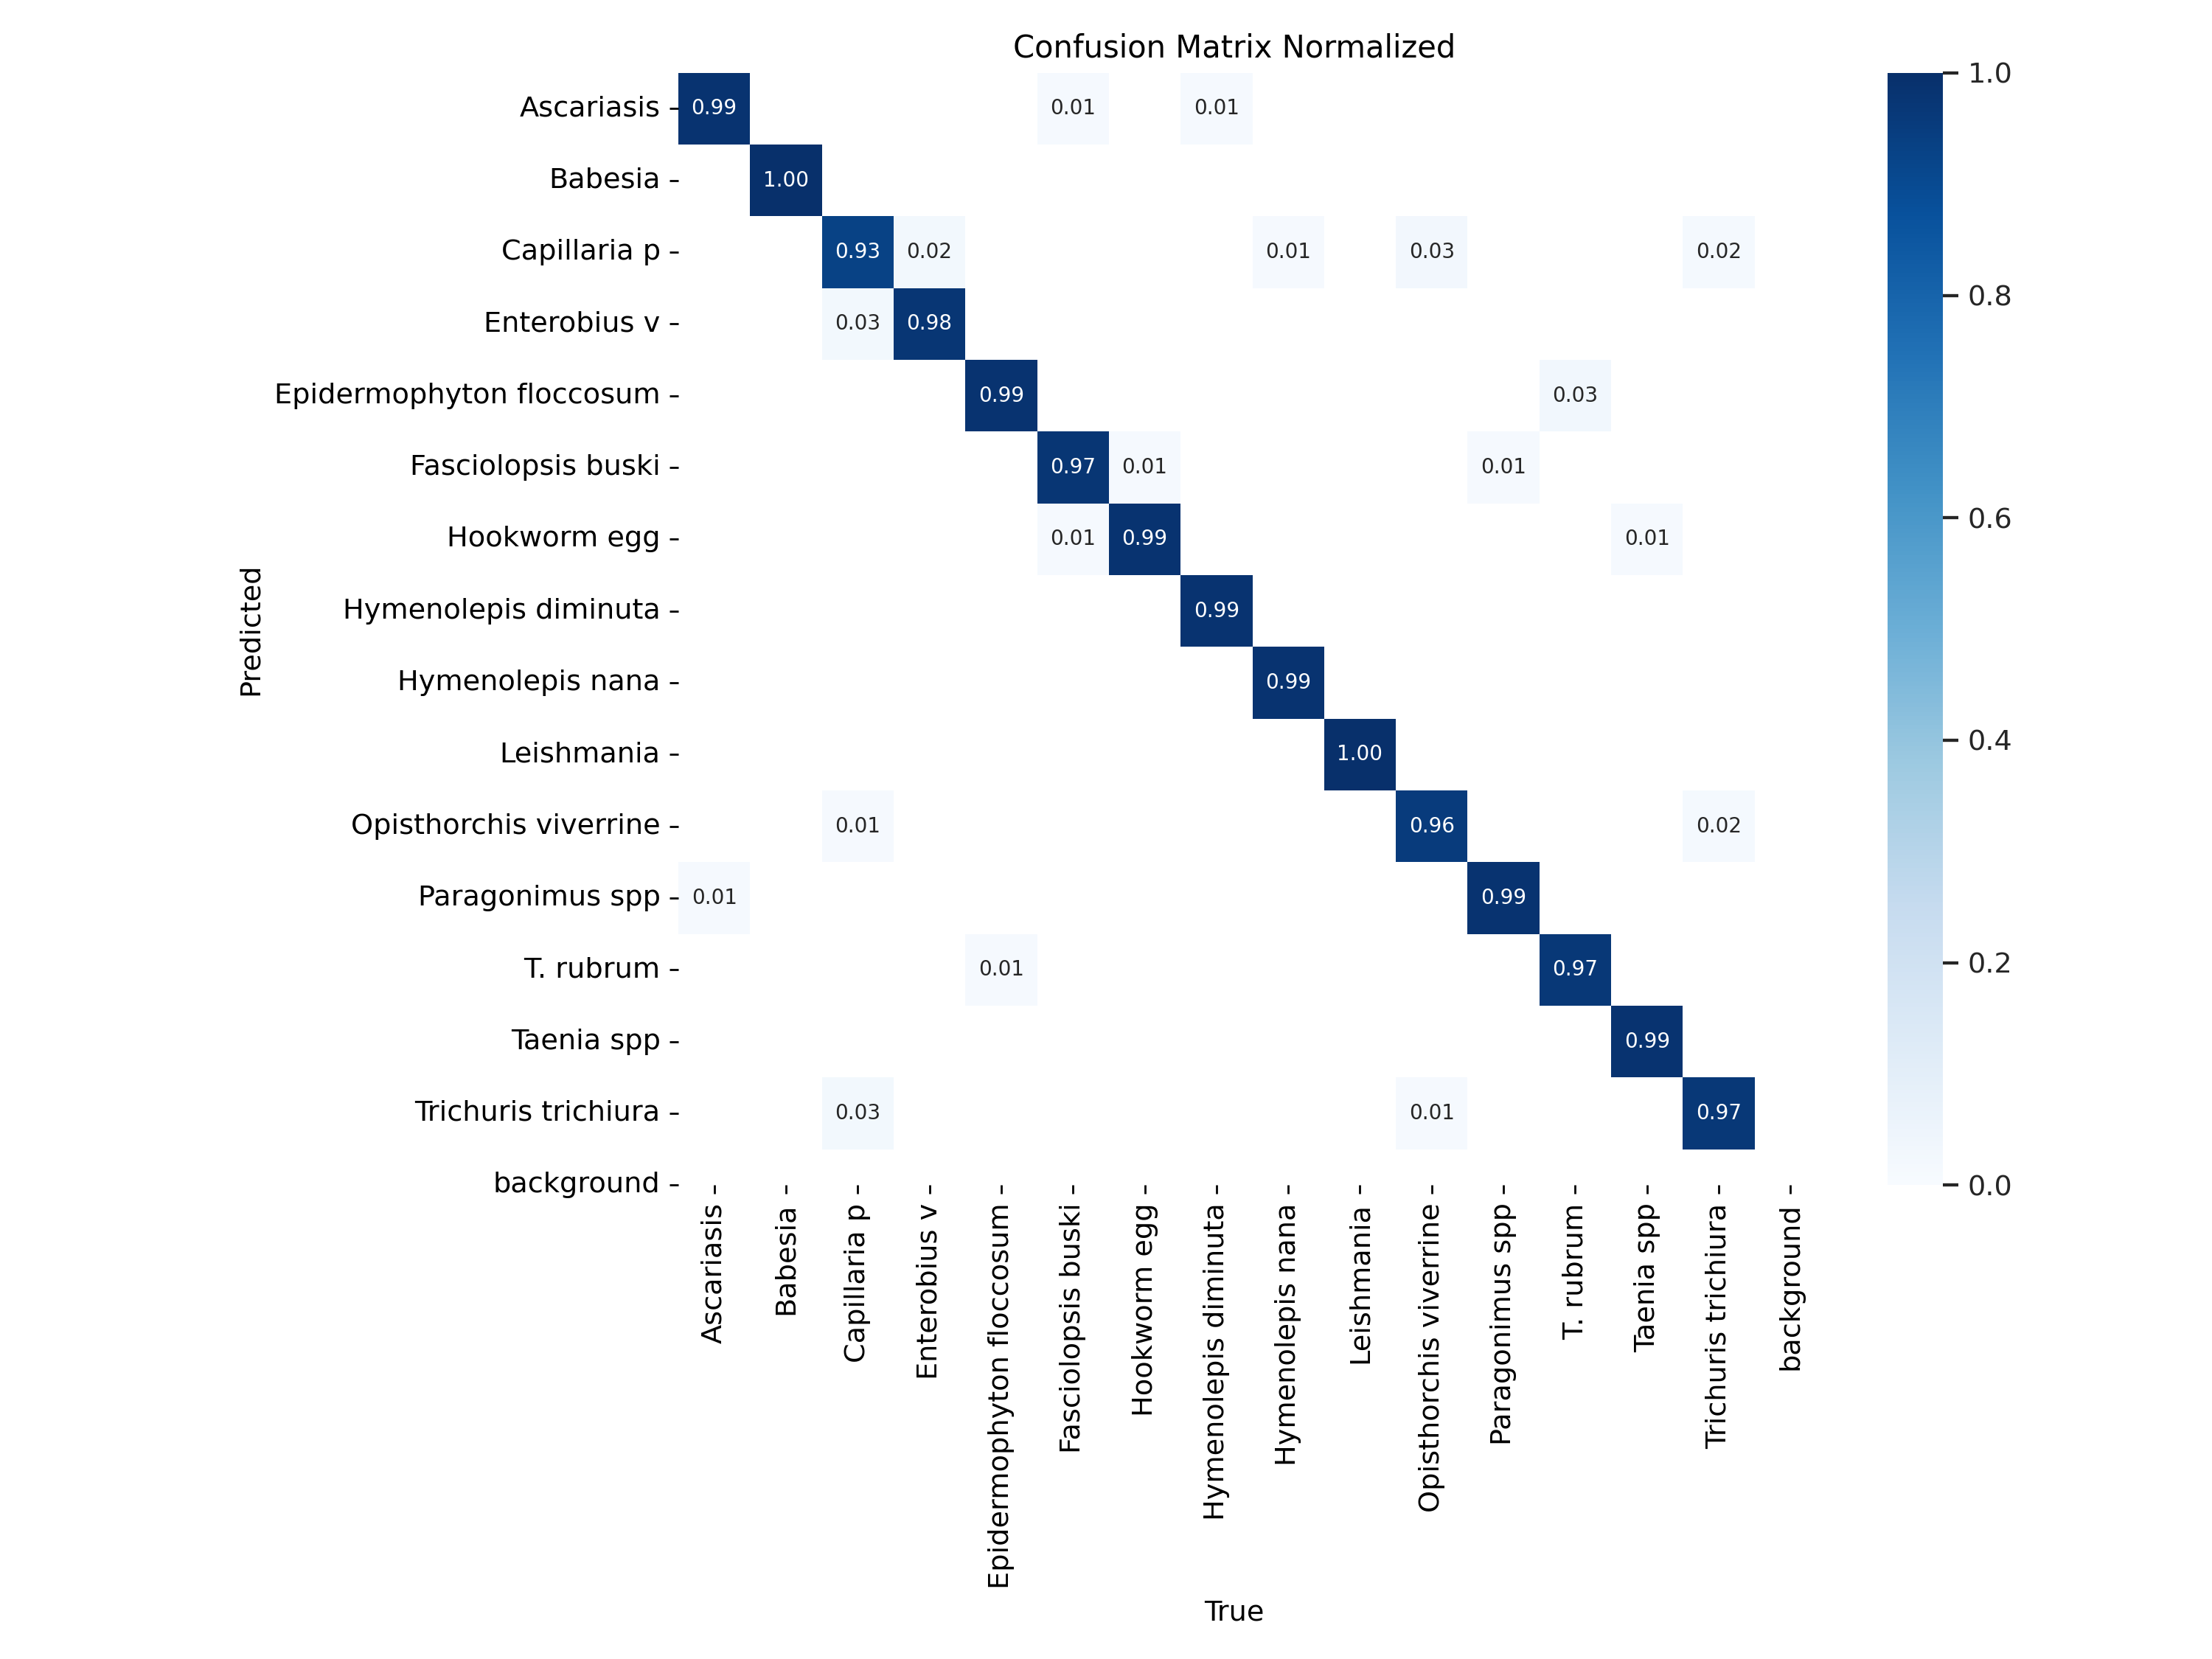 Confusion Matrix Normalized
Ascariasis 0.99 0.01 0.01
Babesia 1.00
Capillaria p 0.93 0.02 0.01 0.03 0.02
Enterobius v 0.03 0.98
Epidermophyton floccosum 0.99 0.03
Fasciolopsis buski 0.97 0.01 0.01
Hookworm egg 0.01 0.99 0.01
Hymenolepis diminuta 0.99
Hymenolepis nana 0.99
Leishmania 1.00
Opisthorchis viverrine 0.01 0.96 0.02
Paragonimus spp 0.01 0.99
T. rubrum 0.01 0.97
Taenia spp 0.99
Trichuris trichiura 0.03 0.01 0.97
background
Predicted
Ascariasis
Babesia
Capillaria p
Enterobius v
Epidermophyton floccosum
Fasciolopsis buski
Hookworm egg
Hymenolepis diminuta
Hymenolepis nana
Leishmania
Opisthorchis viverrine
Paragonimus spp
T. rubrum
Taenia spp
Trichuris trichiura
background
True
1.0
0.8
0.6
0.4
0.2
0.0